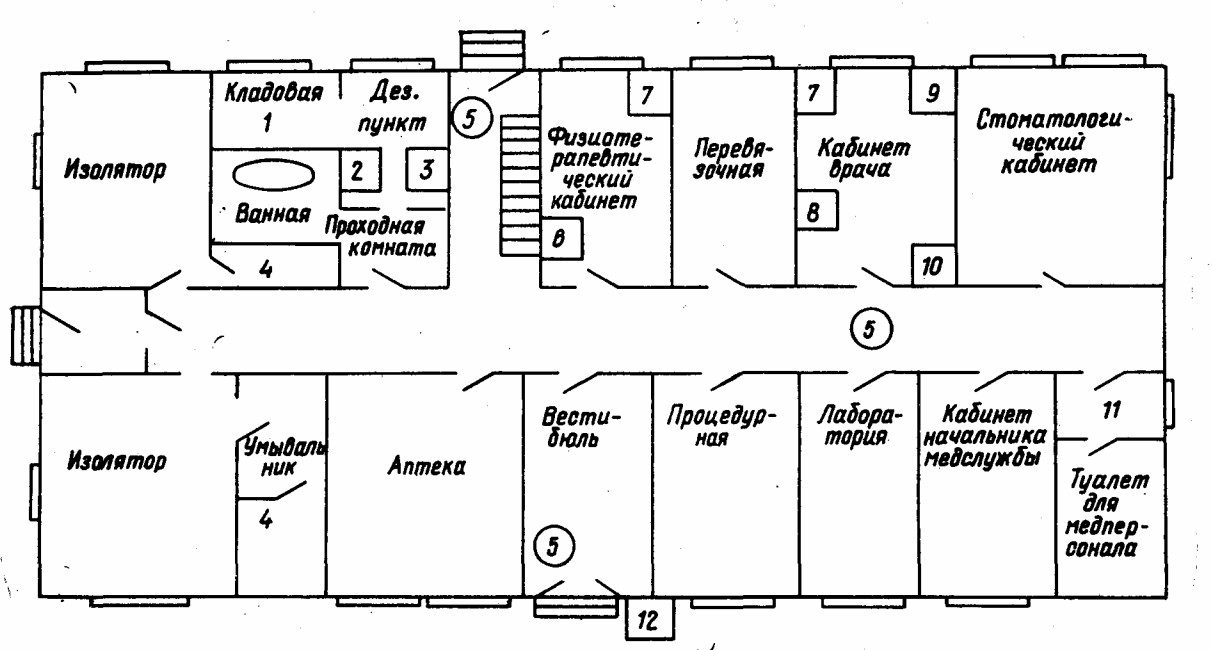 Изолятор
Кладовая
1
Дез.
пункт
2
3
Ванная
Проходная
комната
4
5
Физиоте-
рапевти-
ческий
кабинет
7
6
Перевя-
зочная
7
9
Кабинет
врача
8
10
Стоматологи-
ческий
кабинет
5
Изолятор
Умываль
ник
4
Аптека
Вести-
бюль
5
Процедур-
ная
Лабора-
тория
Кабинет
начальника
медслужбы
11
Туалет
для
медпер-
сонала
12